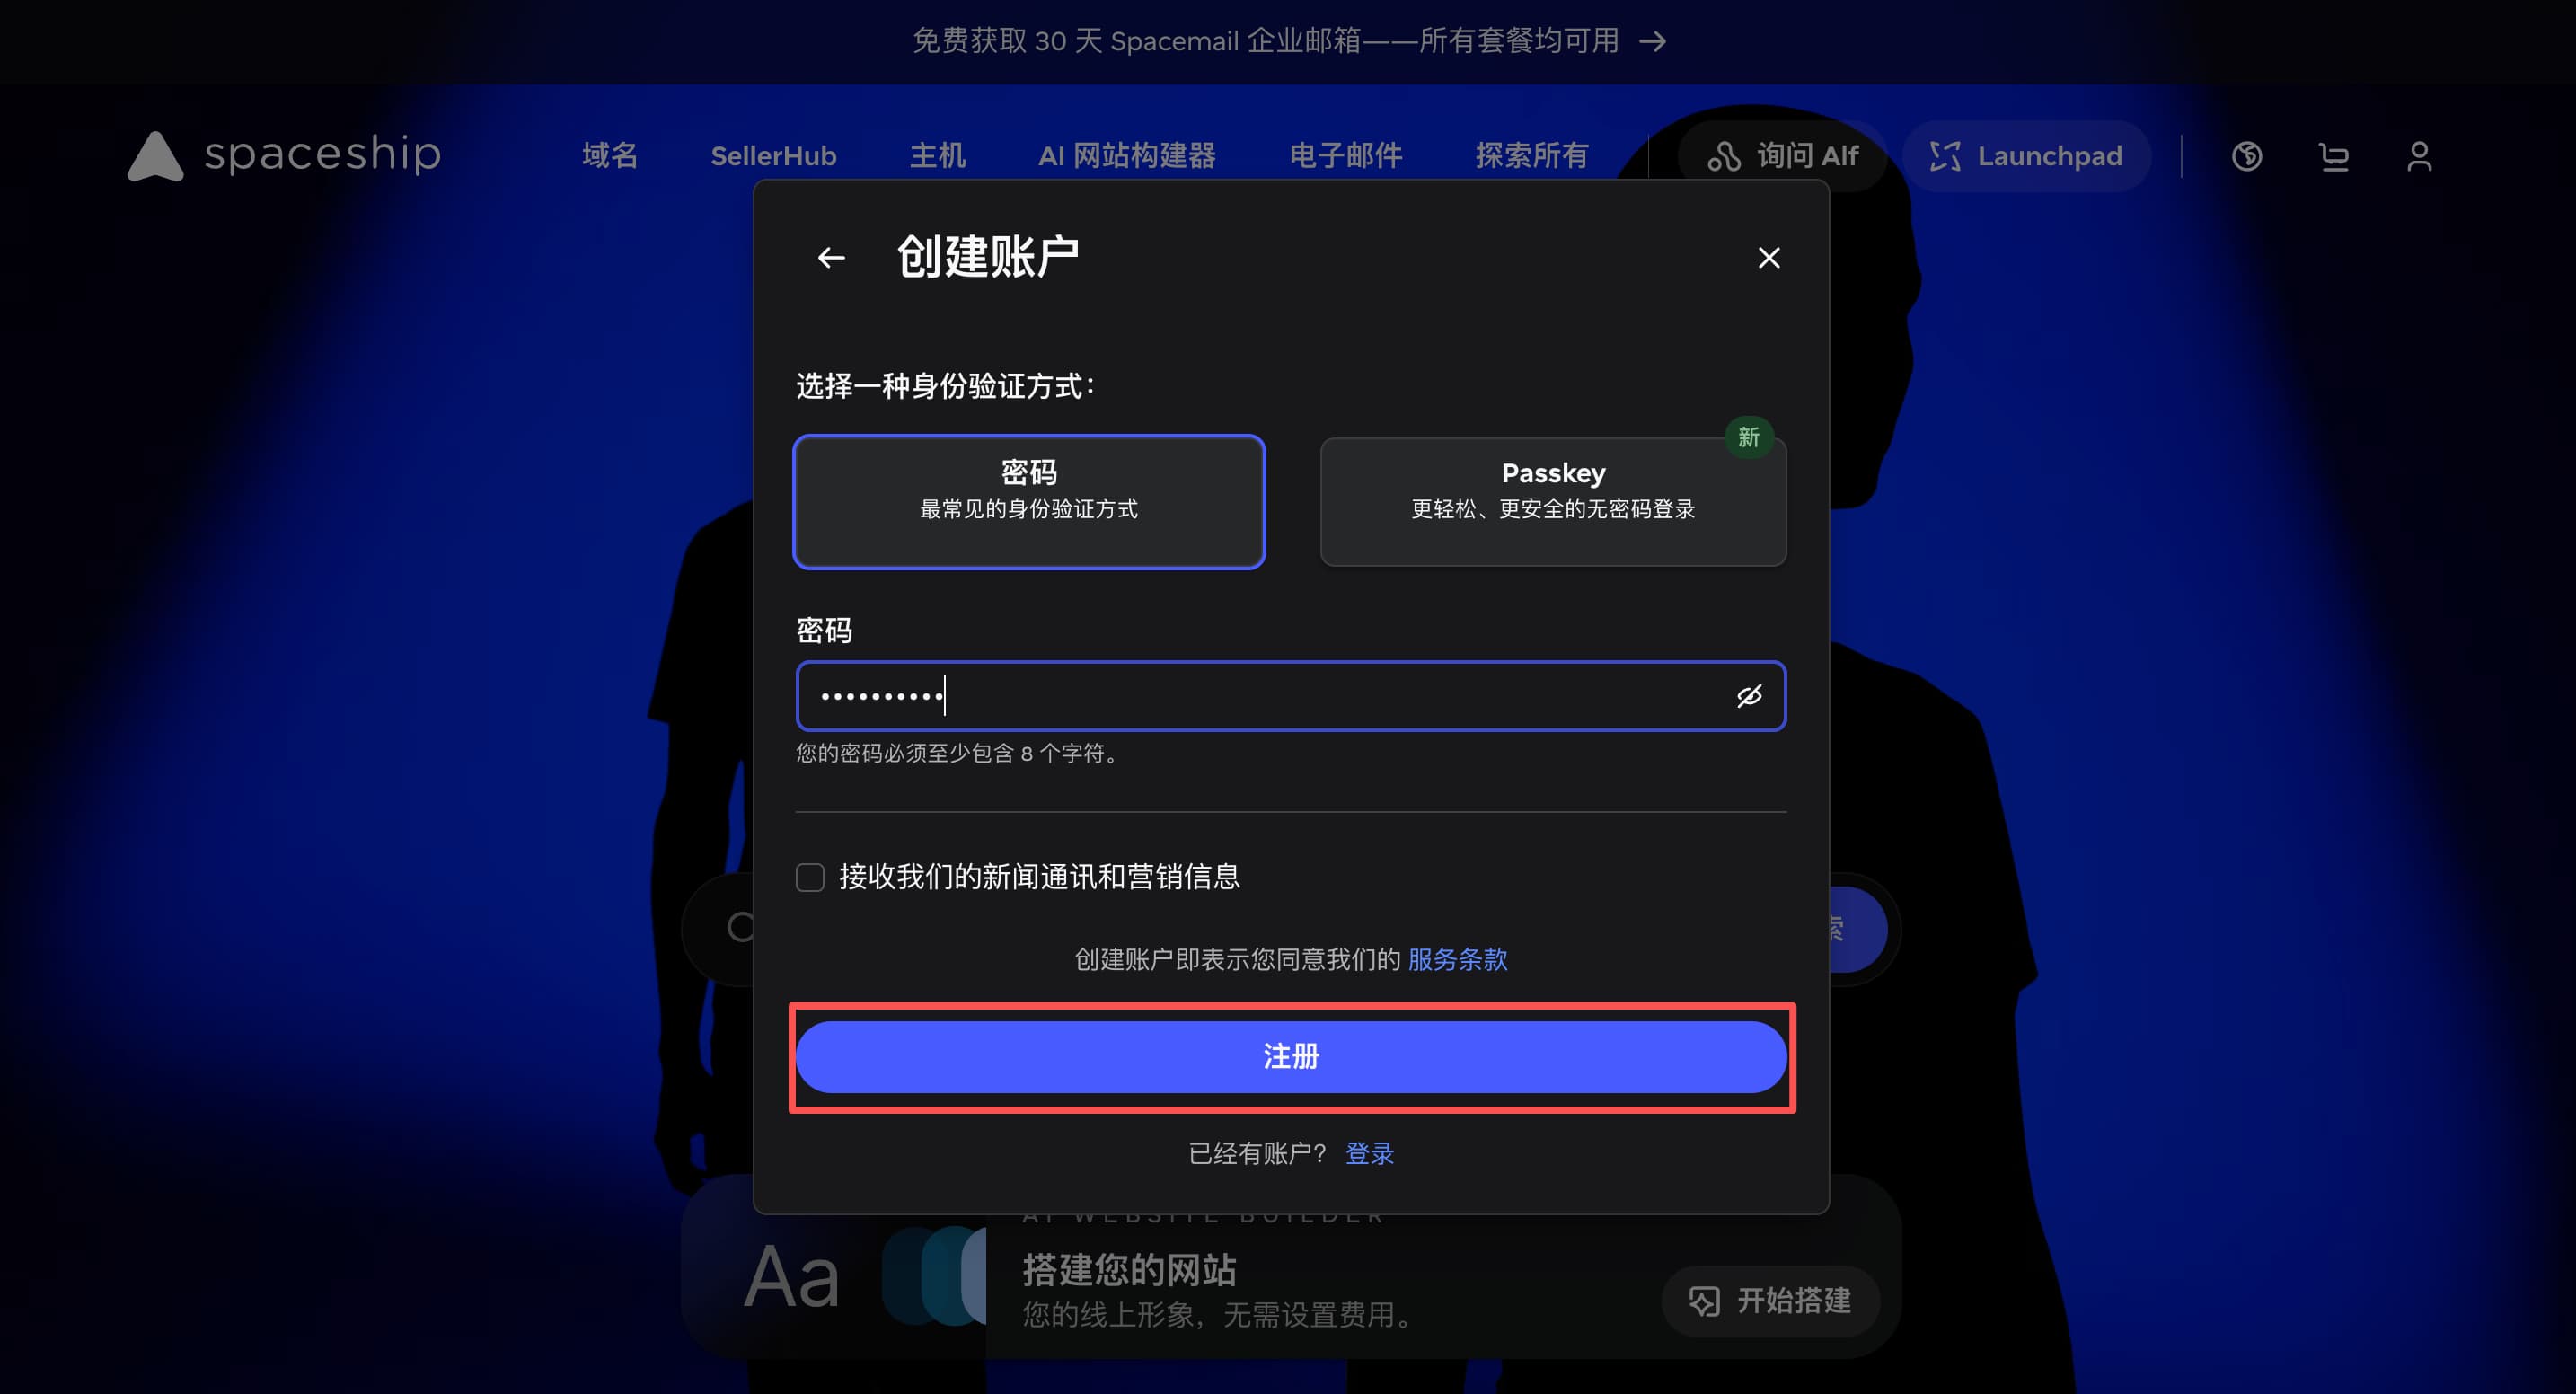 免费获取 30 天 Spacemail 企业邮箱——所有套餐均可用 →
spaceship 域名 SellerHub 主机 AI 网站构建器 电子邮件 探索所有 询问 Alf Launchpad
创建账户
选择一种身份验证方式：
新
密码 Passkey
最常见的身份验证方式 更轻松、更安全的无密码登录
密码
您的密码必须至少包含 8 个字符。
接收我们的新闻通讯和营销信息
索
创建账户即表示您同意我们的 服务条款
注册
已经有账户？ 登录
AI WEBSITE BUILDER
Aa
搭建您的网站
您的线上形象，无需设置费用。
开始搭建